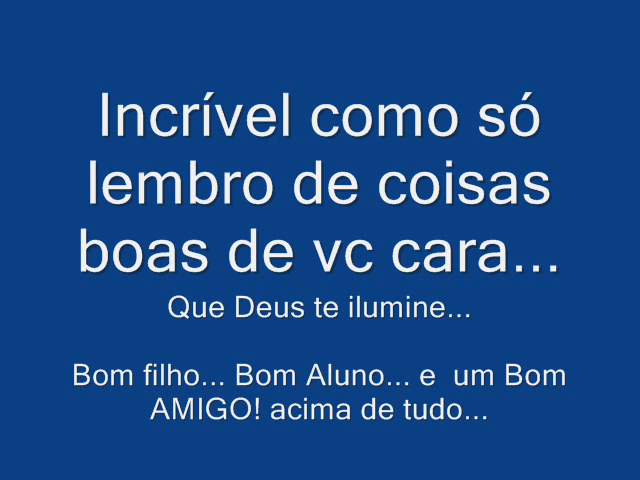 Incrível como só
lembro de coisas
boas de vc cara...
Que Deus te ilumine...
Bom filho... Bom Aluno... e  um Bom
AMIGO! acima de tudo...